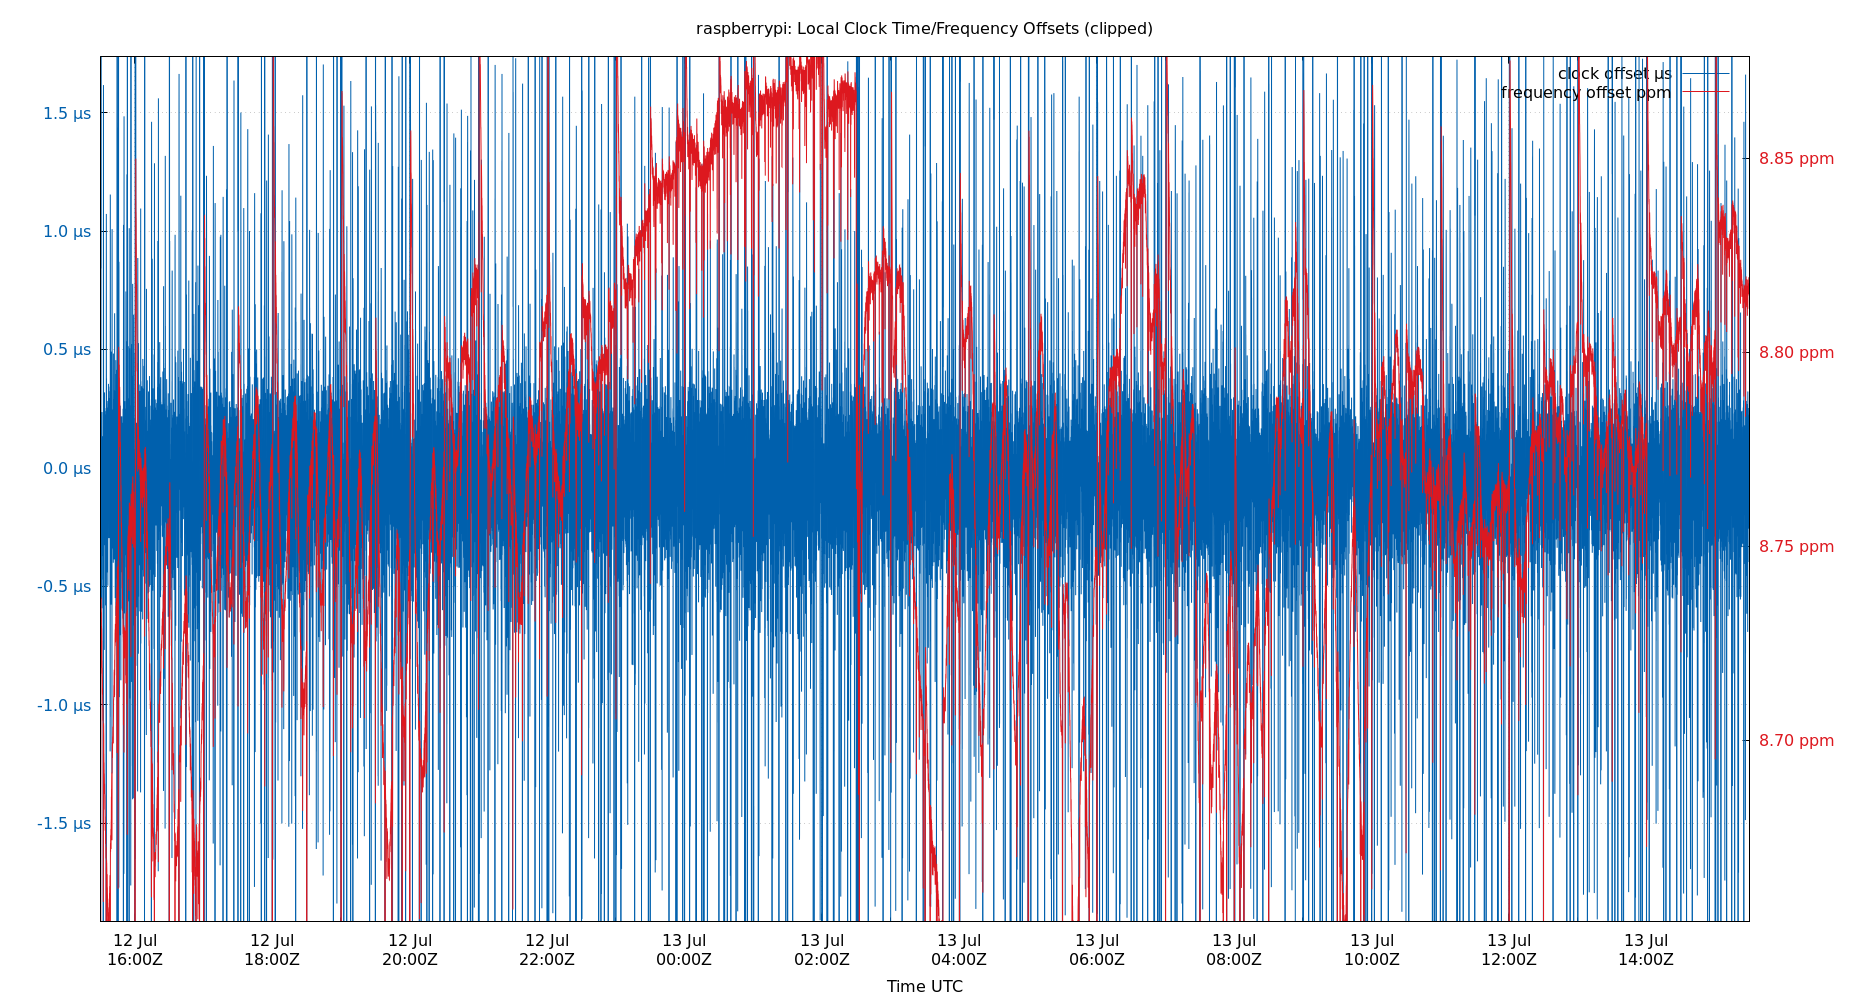 raspberrypi: Local Clock Time/Frequency Offsets (clipped)
clock offset µs
frequency offset ppm
1.5 µs
1.0 µs
0.5 µs
0.0 µs
-0.5 µs
-1.0 µs
-1.5 µs
8.85 ppm
8.80 ppm
8.75 ppm
8.70 ppm
12 Jul 12 Jul 12 Jul 12 Jul 13 Jul 13 Jul 13 Jul 13 Jul 13 Jul 13 Jul 13 Jul 13 Jul
16:00Z 18:00Z 20:00Z 22:00Z 00:00Z 02:00Z 04:00Z 06:00Z 08:00Z 10:00Z 12:00Z 14:00Z
Time UTC